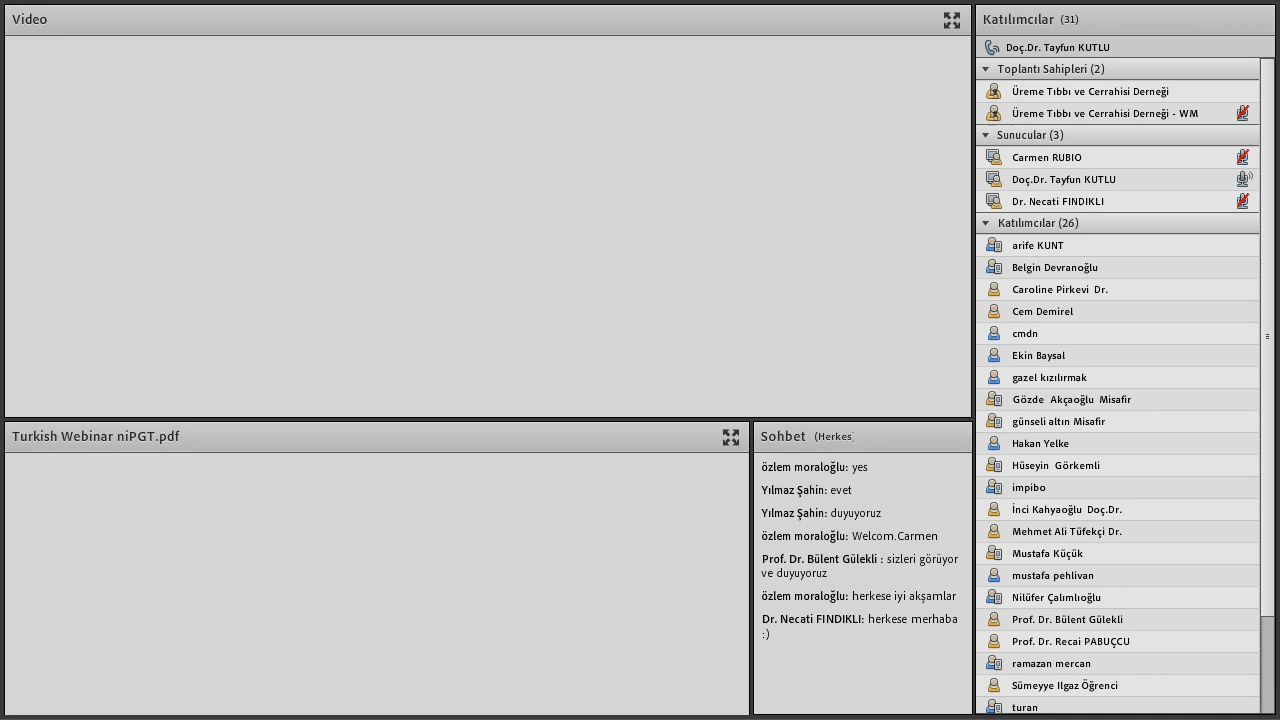 Video
Turkish Webinar niPGT.pdf
Sohbet (Herkes)
özlem moraloğlu: yes
Yılmaz Şahin: evet
Yılmaz Şahin: duyuyoruz
özlem moraloğlu: Welcom.Carmen
Prof. Dr. Bülent Gülekli : sizleri görüyor
ve duyuyoruz
özlem moraloğlu: herkese iyi akşamlar
Dr. Necati FINDIKLI: herkese merhaba
:)
Katılımcılar (31)
Doç.Dr. Tayfun KUTLU
Toplantı Sahipleri (2)
Üreme Tıbbı ve Cerrahisi Derneği
Üreme Tıbbı ve Cerrahisi Derneği - WM
Sunucular (3)
Carmen RUBIO
Doç.Dr. Tayfun KUTLU
Dr. Necati FINDIKLI
Katılımcılar (26)
arife KUNT
Belgin Devranoğlu
Caroline Pirkevi Dr.
Cem Demirel
cmdn
Ekin Baysal
gazel kızılırmak
Gözde Akçaoğlu Misafir
günseli altın Misafir
Hakan Yelke
Hüseyin Görkemli
impibo
İnci Kahyaoğlu Doç.Dr.
Mehmet Ali Tüfekçi Dr.
Mustafa Küçük
mustafa pehlivan
Nilüfer Çalımlıoğlu
Prof. Dr. Bülent Gülekli
Prof. Dr. Recai PABUÇCU
ramazan mercan
Sümeyye Ilgaz Öğrenci
turan